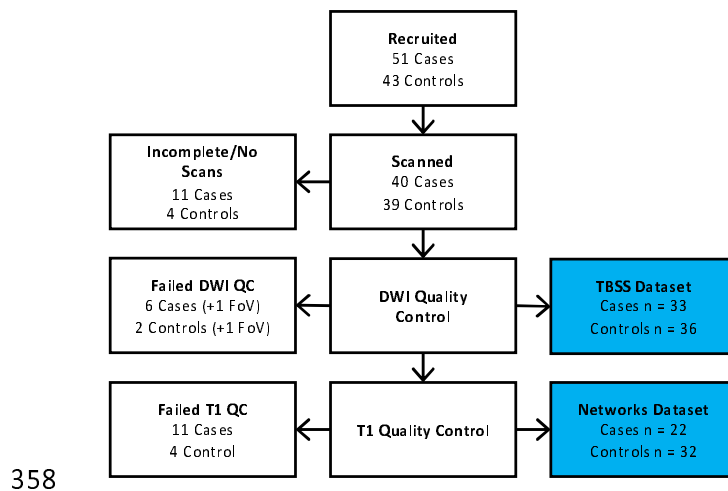 Recruited
51 Cases
43 Controls
Incomplete/No
Scans
11 Cases
4 Controls
Scanned
40 Cases
39 Controls
Failed DWI QC
6 Cases (+1 FoV)
2 Controls (+1 FoV)
DWI Quality
Control
TBSS Dataset
Cases n = 33
Controls n = 36
Failed T1 QC
11 Cases
4 Control
T1 Quality Control
Networks Dataset
Cases n = 22
Controls n = 32
358